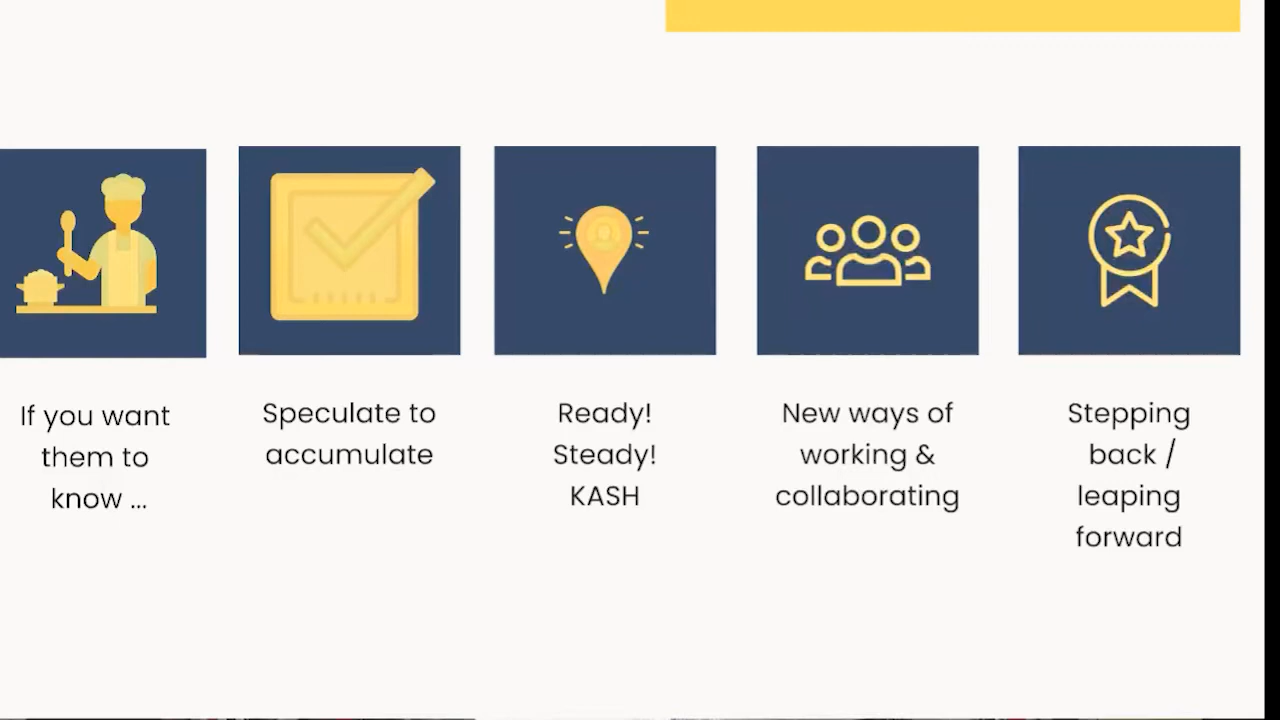 If you want
them to
know ...
Speculate to
accumulate
Ready!
Steady!
KASH
New ways of
working &
collaborating
Stepping
back /
leaping
forward